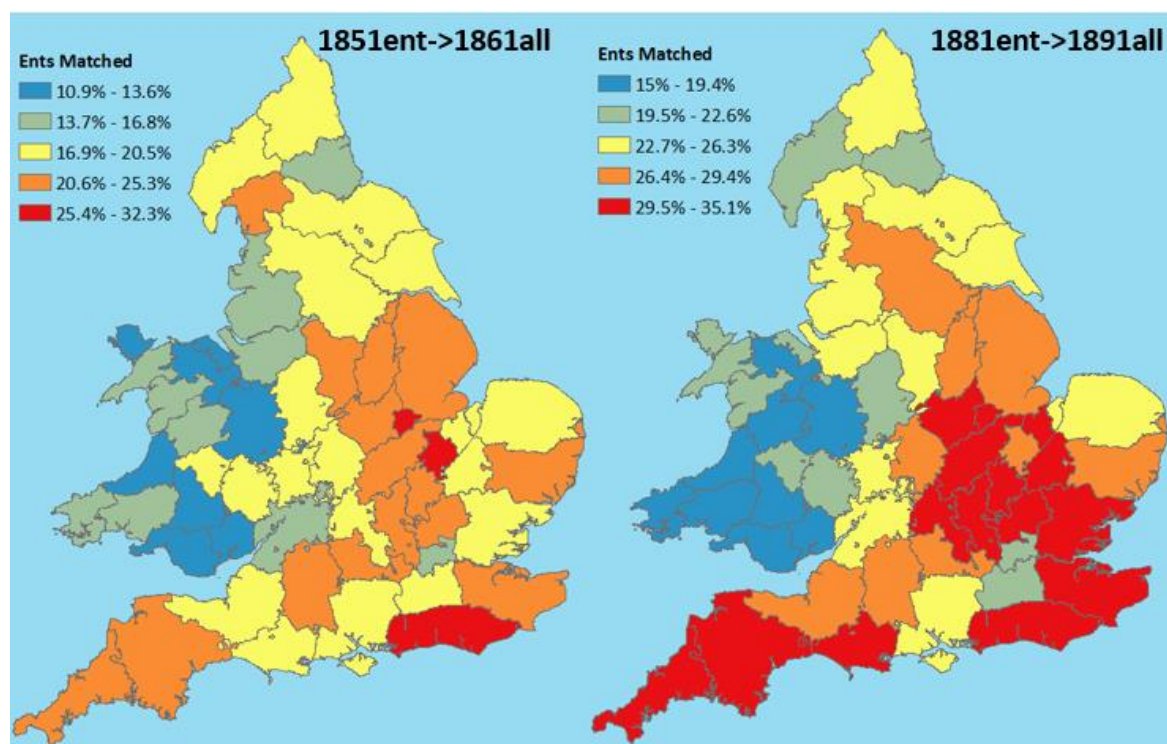 1851ent->1861all
Ents Matched
10.9% - 13.6%
13.7% - 16.8%
16.9% - 20.5%
20.6% - 25.3%
25.4% - 32.3%
1881ent->1891all
Ents Matched
15% - 19.4%
19.5% - 22.6%
22.7% - 26.3%
26.4% - 29.4%
29.5% - 35.1%